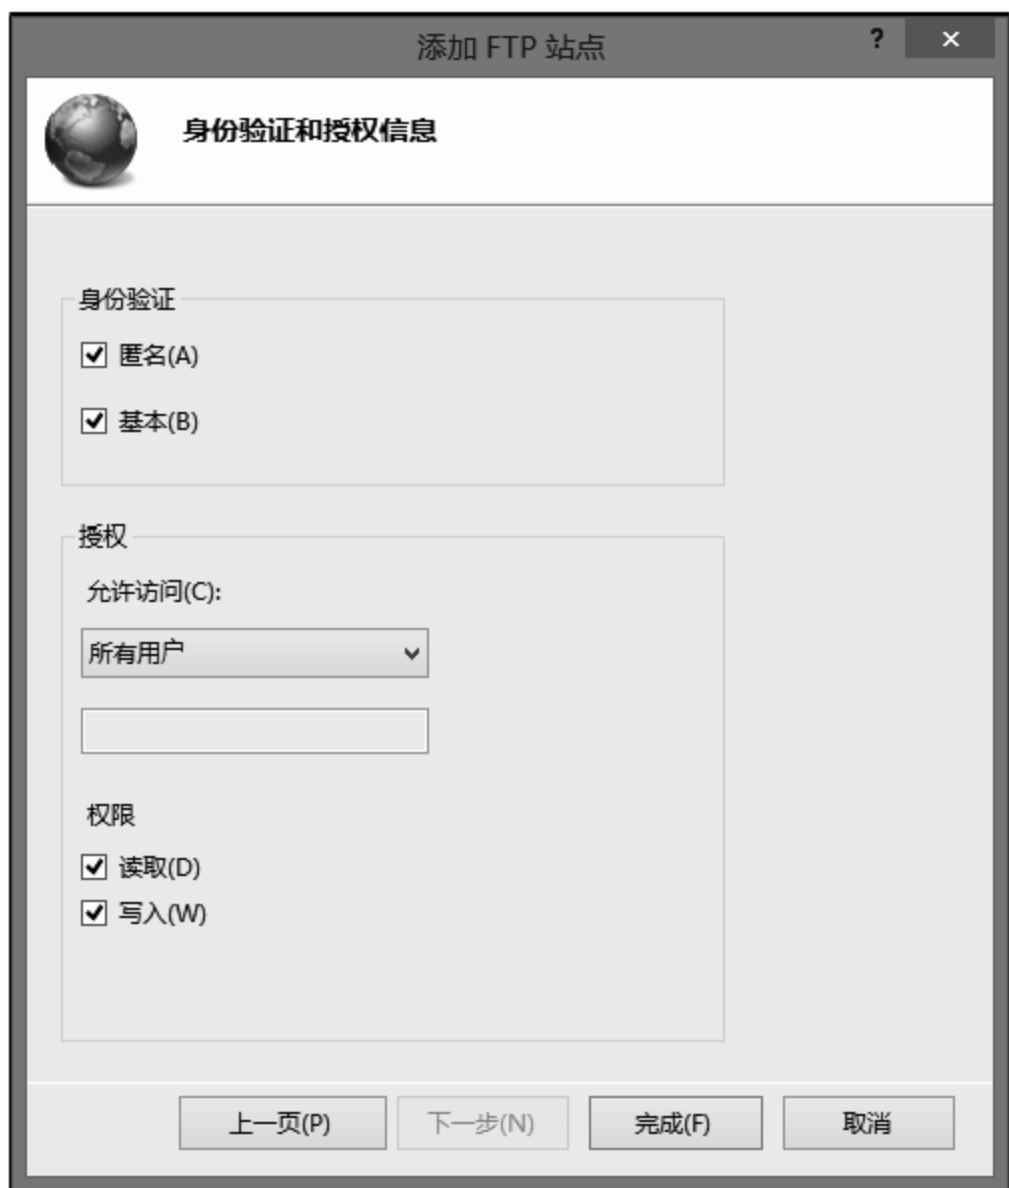 添加 FTP 站点
?
身份验证和授权信息
身份验证
匿名(A)
基本(B)
授权
允许访问(C):
所有用户
权限
读取(D)
写入(W)
上一页(P) 下一步(N) 完成(F) 取消